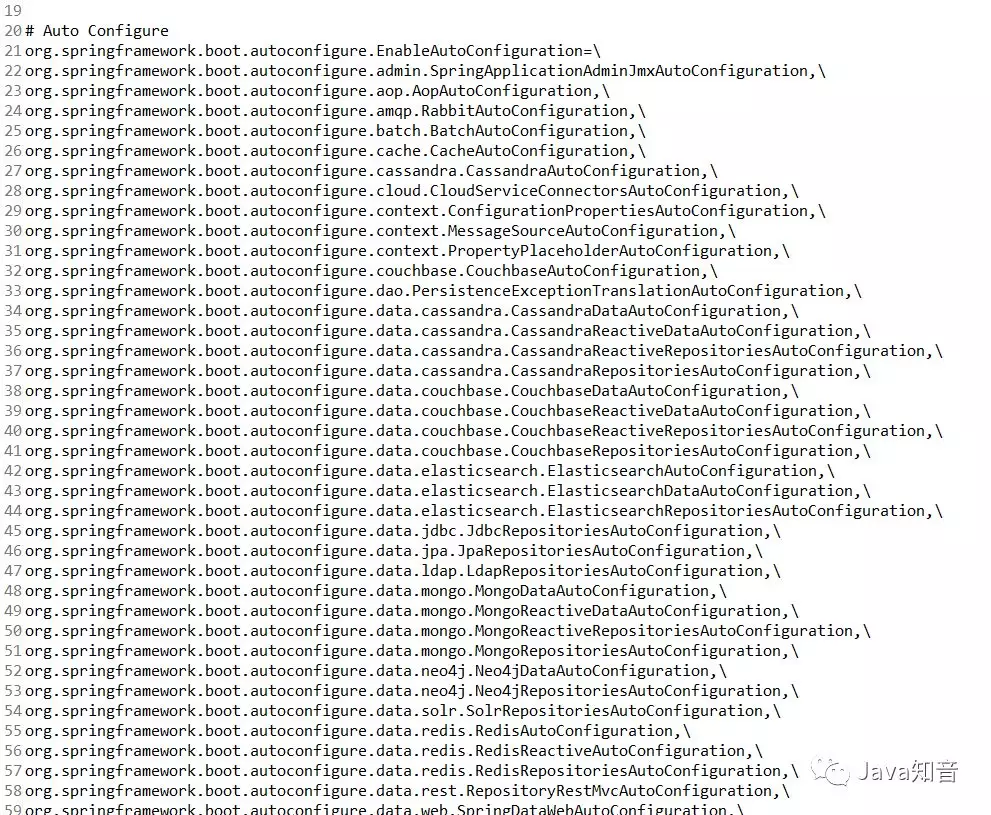 19
20 # Auto Configure
21 org.springframework.boot.autoconfigure.EnableAutoConfiguration=\
22 org.springframework.boot.autoconfigure.admin.SpringApplicationAdminJmxAutoConfiguration,\
23 org.springframework.boot.autoconfigure.aop.AopAutoConfiguration,\
24 org.springframework.boot.autoconfigure.amqp.RabbitAutoConfiguration,\
25 org.springframework.boot.autoconfigure.batch.BatchAutoConfiguration,\
26 org.springframework.boot.autoconfigure.cache.CacheAutoConfiguration,\
27 org.springframework.boot.autoconfigure.cassandra.CassandraAutoConfiguration,\
28 org.springframework.boot.autoconfigure.cloud.CloudServiceConnectorsAutoConfiguration,\
29 org.springframework.boot.autoconfigure.context.ConfigurationPropertiesAutoConfiguration,\
30 org.springframework.boot.autoconfigure.context.MessageSourceAutoConfiguration,\
31 org.springframework.boot.autoconfigure.context.PropertyPlaceholderAutoConfiguration,\
32 org.springframework.boot.autoconfigure.couchbase.CouchbaseAutoConfiguration,\
33 org.springframework.boot.autoconfigure.dao.PersistenceExceptionTranslationAutoConfiguration,\
34 org.springframework.boot.autoconfigure.data.cassandra.CassandraDataAutoConfiguration,\
35 org.springframework.boot.autoconfigure.data.cassandra.CassandraReactiveDataAutoConfiguration,\
36 org.springframework.boot.autoconfigure.data.cassandra.CassandraReactiveRepositoriesAutoConfiguration,\
37 org.springframework.boot.autoconfigure.data.cassandra.CassandraRepositoriesAutoConfiguration,\
38 org.springframework.boot.autoconfigure.data.couchbase.CouchbaseDataAutoConfiguration,\
39 org.springframework.boot.autoconfigure.data.couchbase.CouchbaseReactiveDataAutoConfiguration,\
40 org.springframework.boot.autoconfigure.data.couchbase.CouchbaseReactiveRepositoriesAutoConfiguration,\
41 org.springframework.boot.autoconfigure.data.couchbase.CouchbaseRepositoriesAutoConfiguration,\
42 org.springframework.boot.autoconfigure.data.elasticsearch.ElasticsearchAutoConfiguration,\
43 org.springframework.boot.autoconfigure.data.elasticsearch.ElasticsearchDataAutoConfiguration,\
44 org.springframework.boot.autoconfigure.data.elasticsearch.ElasticsearchRepositoriesAutoConfiguration,\
45 org.springframework.boot.autoconfigure.data.jdbc.JdbcRepositoriesAutoConfiguration,\
46 org.springframework.boot.autoconfigure.data.jpa.JpaRepositoriesAutoConfiguration,\
47 org.springframework.boot.autoconfigure.data.ldap.LdapRepositoriesAutoConfiguration,\
48 org.springframework.boot.autoconfigure.data.mongo.MongoDataAutoConfiguration,\
49 org.springframework.boot.autoconfigure.data.mongo.MongoReactiveDataAutoConfiguration,\
50 org.springframework.boot.autoconfigure.data.mongo.MongoReactiveRepositoriesAutoConfiguration,\
51 org.springframework.boot.autoconfigure.data.mongo.MongoRepositoriesAutoConfiguration,\
52 org.springframework.boot.autoconfigure.data.neo4j.Neo4jDataAutoConfiguration,\
53 org.springframework.boot.autoconfigure.data.neo4j.Neo4jRepositoriesAutoConfiguration,\
54 org.springframework.boot.autoconfigure.data.solr.SolrRepositoriesAutoConfiguration,\
55 org.springframework.boot.autoconfigure.data.redis.RedisAutoConfiguration,\
56 org.springframework.boot.autoconfigure.data.redis.RedisReactiveAutoConfiguration,\
57 org.springframework.boot.autoconfigure.data.redis.RedisRepositoriesAutoConfiguration,\
Java知音
58 org.springframework.boot.autoconfigure.data.rest.RepositoryRestMvcAutoConfiguration,\
59 org.springframework.boot.autoconfigure.data.web.SpringDataWebAutoConfiguration,\